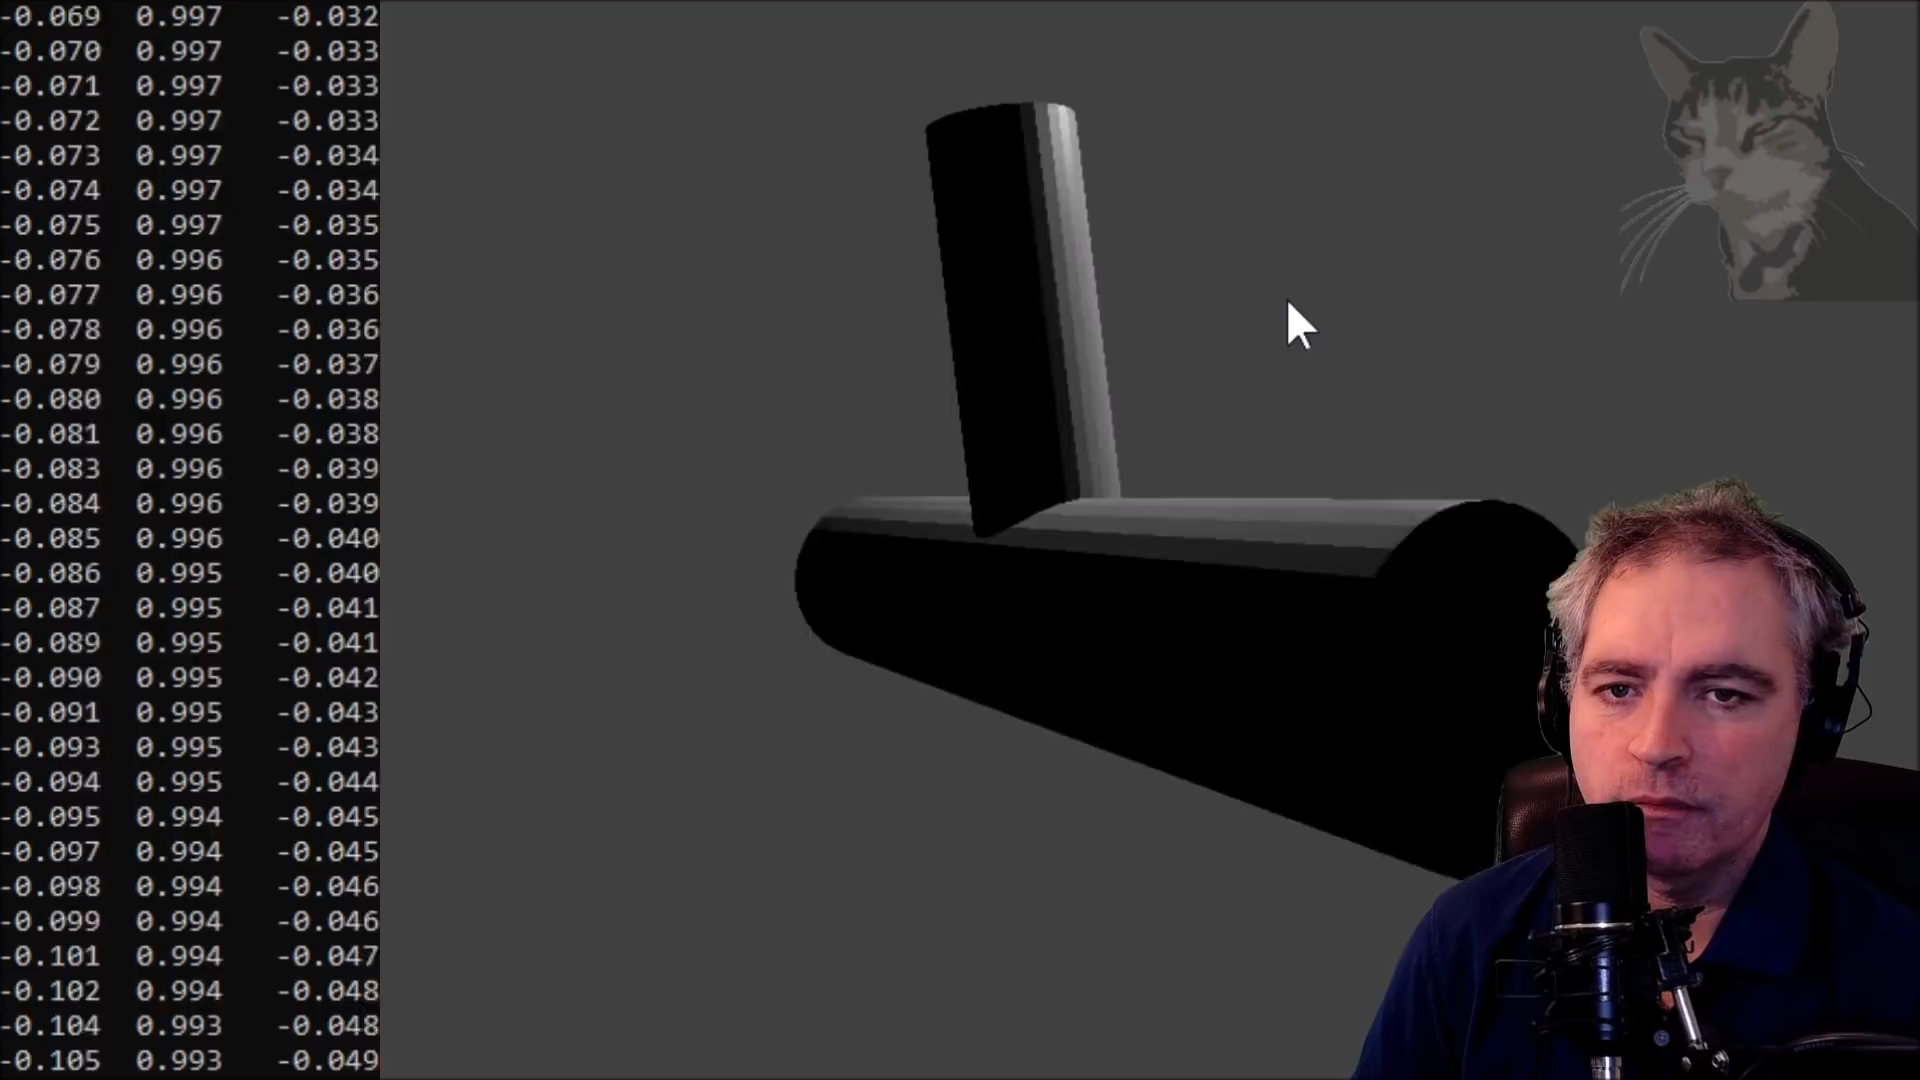 -0.069 0.997 -0.032
-0.070 0.997 -0.033
-0.071 0.997 -0.033
-0.072 0.997 -0.033
-0.073 0.997 -0.034
-0.074 0.997 -0.034
-0.075 0.997 -0.035
-0.076 0.996 -0.035
-0.077 0.996 -0.036
-0.078 0.996 -0.036
-0.079 0.996 -0.037
-0.080 0.996 -0.038
-0.081 0.996 -0.038
-0.083 0.996 -0.039
-0.084 0.996 -0.039
-0.085 0.996 -0.040
-0.086 0.995 -0.040
-0.087 0.995 -0.041
-0.089 0.995 -0.041
-0.090 0.995 -0.042
-0.091 0.995 -0.043
-0.093 0.995 -0.043
-0.094 0.995 -0.044
-0.095 0.994 -0.045
-0.097 0.994 -0.045
-0.098 0.994 -0.046
-0.099 0.994 -0.046
-0.101 0.994 -0.047
-0.102 0.994 -0.048
-0.104 0.993 -0.048
-0.105 0.993 -0.049